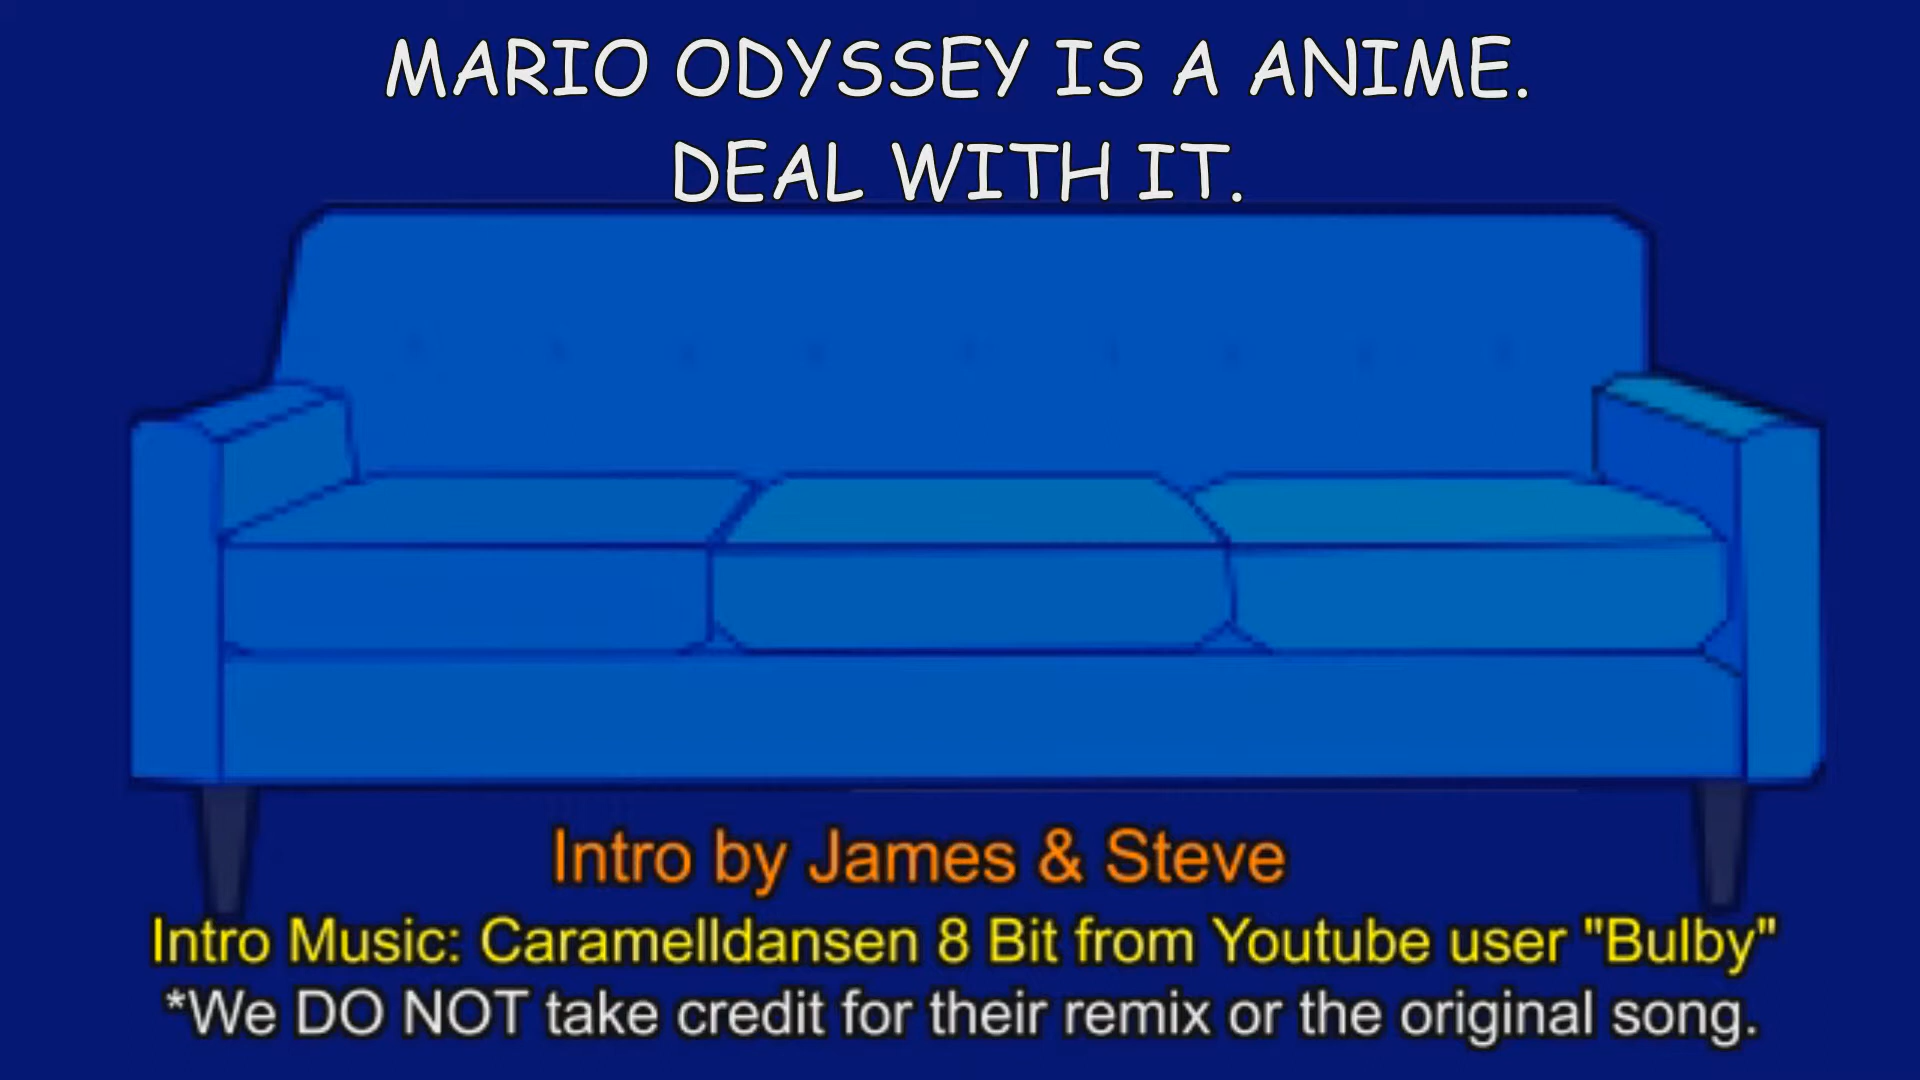 MARIO ODYSSEY IS A ANIME.
DEAL WITH IT.
Intro by James & Steve
Intro Music: Caramelldansen 8 Bit from Youtube user "Bulby"
*We DO NOT take credit for their remix or the original song.